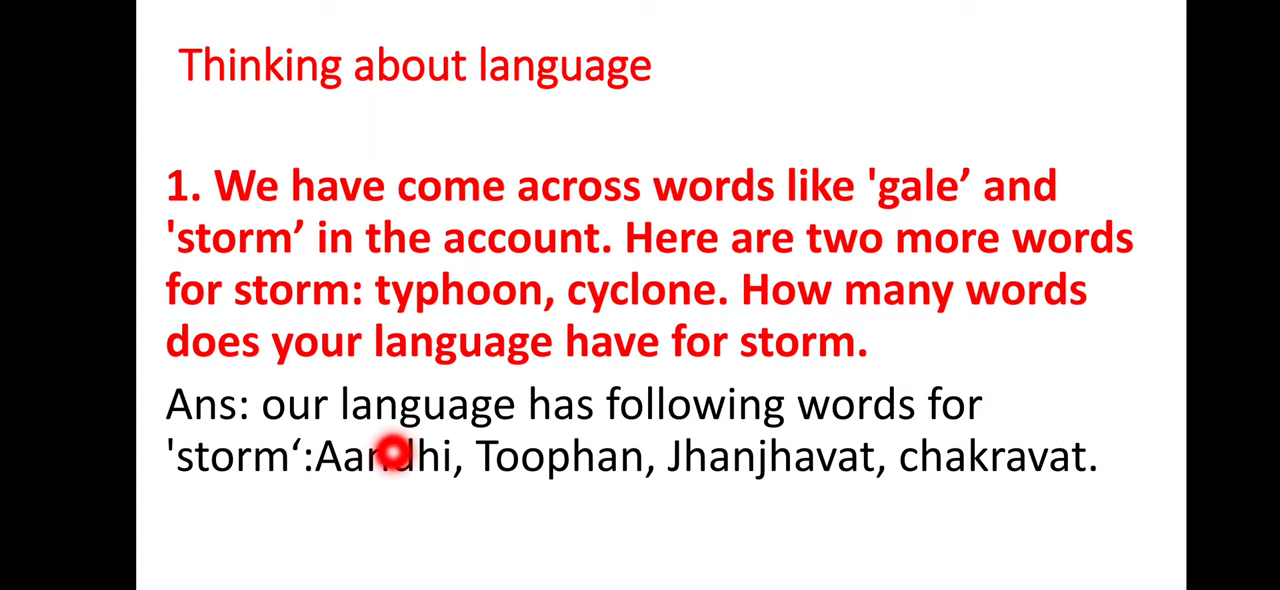 Thinking about language
1. We have come across words like 'gale’ and
'storm’ in the account. Here are two more words
for storm: typhoon, cyclone. How many words
does your language have for storm.
Ans: our language has following words for
'storm‘:Aandhi, Toophan, Jhanjhavat, chakravat.